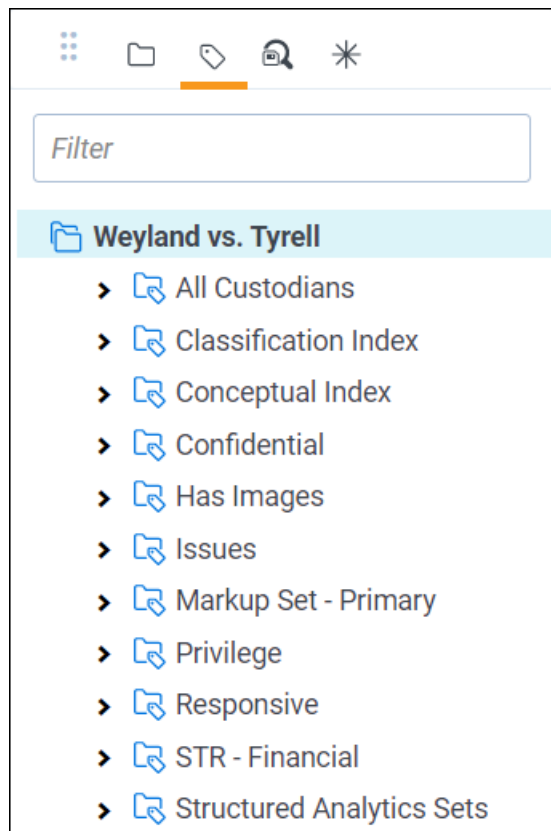 Filter
Weyland vs. Tyrell
All Custodians
Classification Index
Conceptual Index
Confidential
Has Images
Issues
Markup Set - Primary
Privilege
Responsive
STR - Financial
Structured Analytics Sets